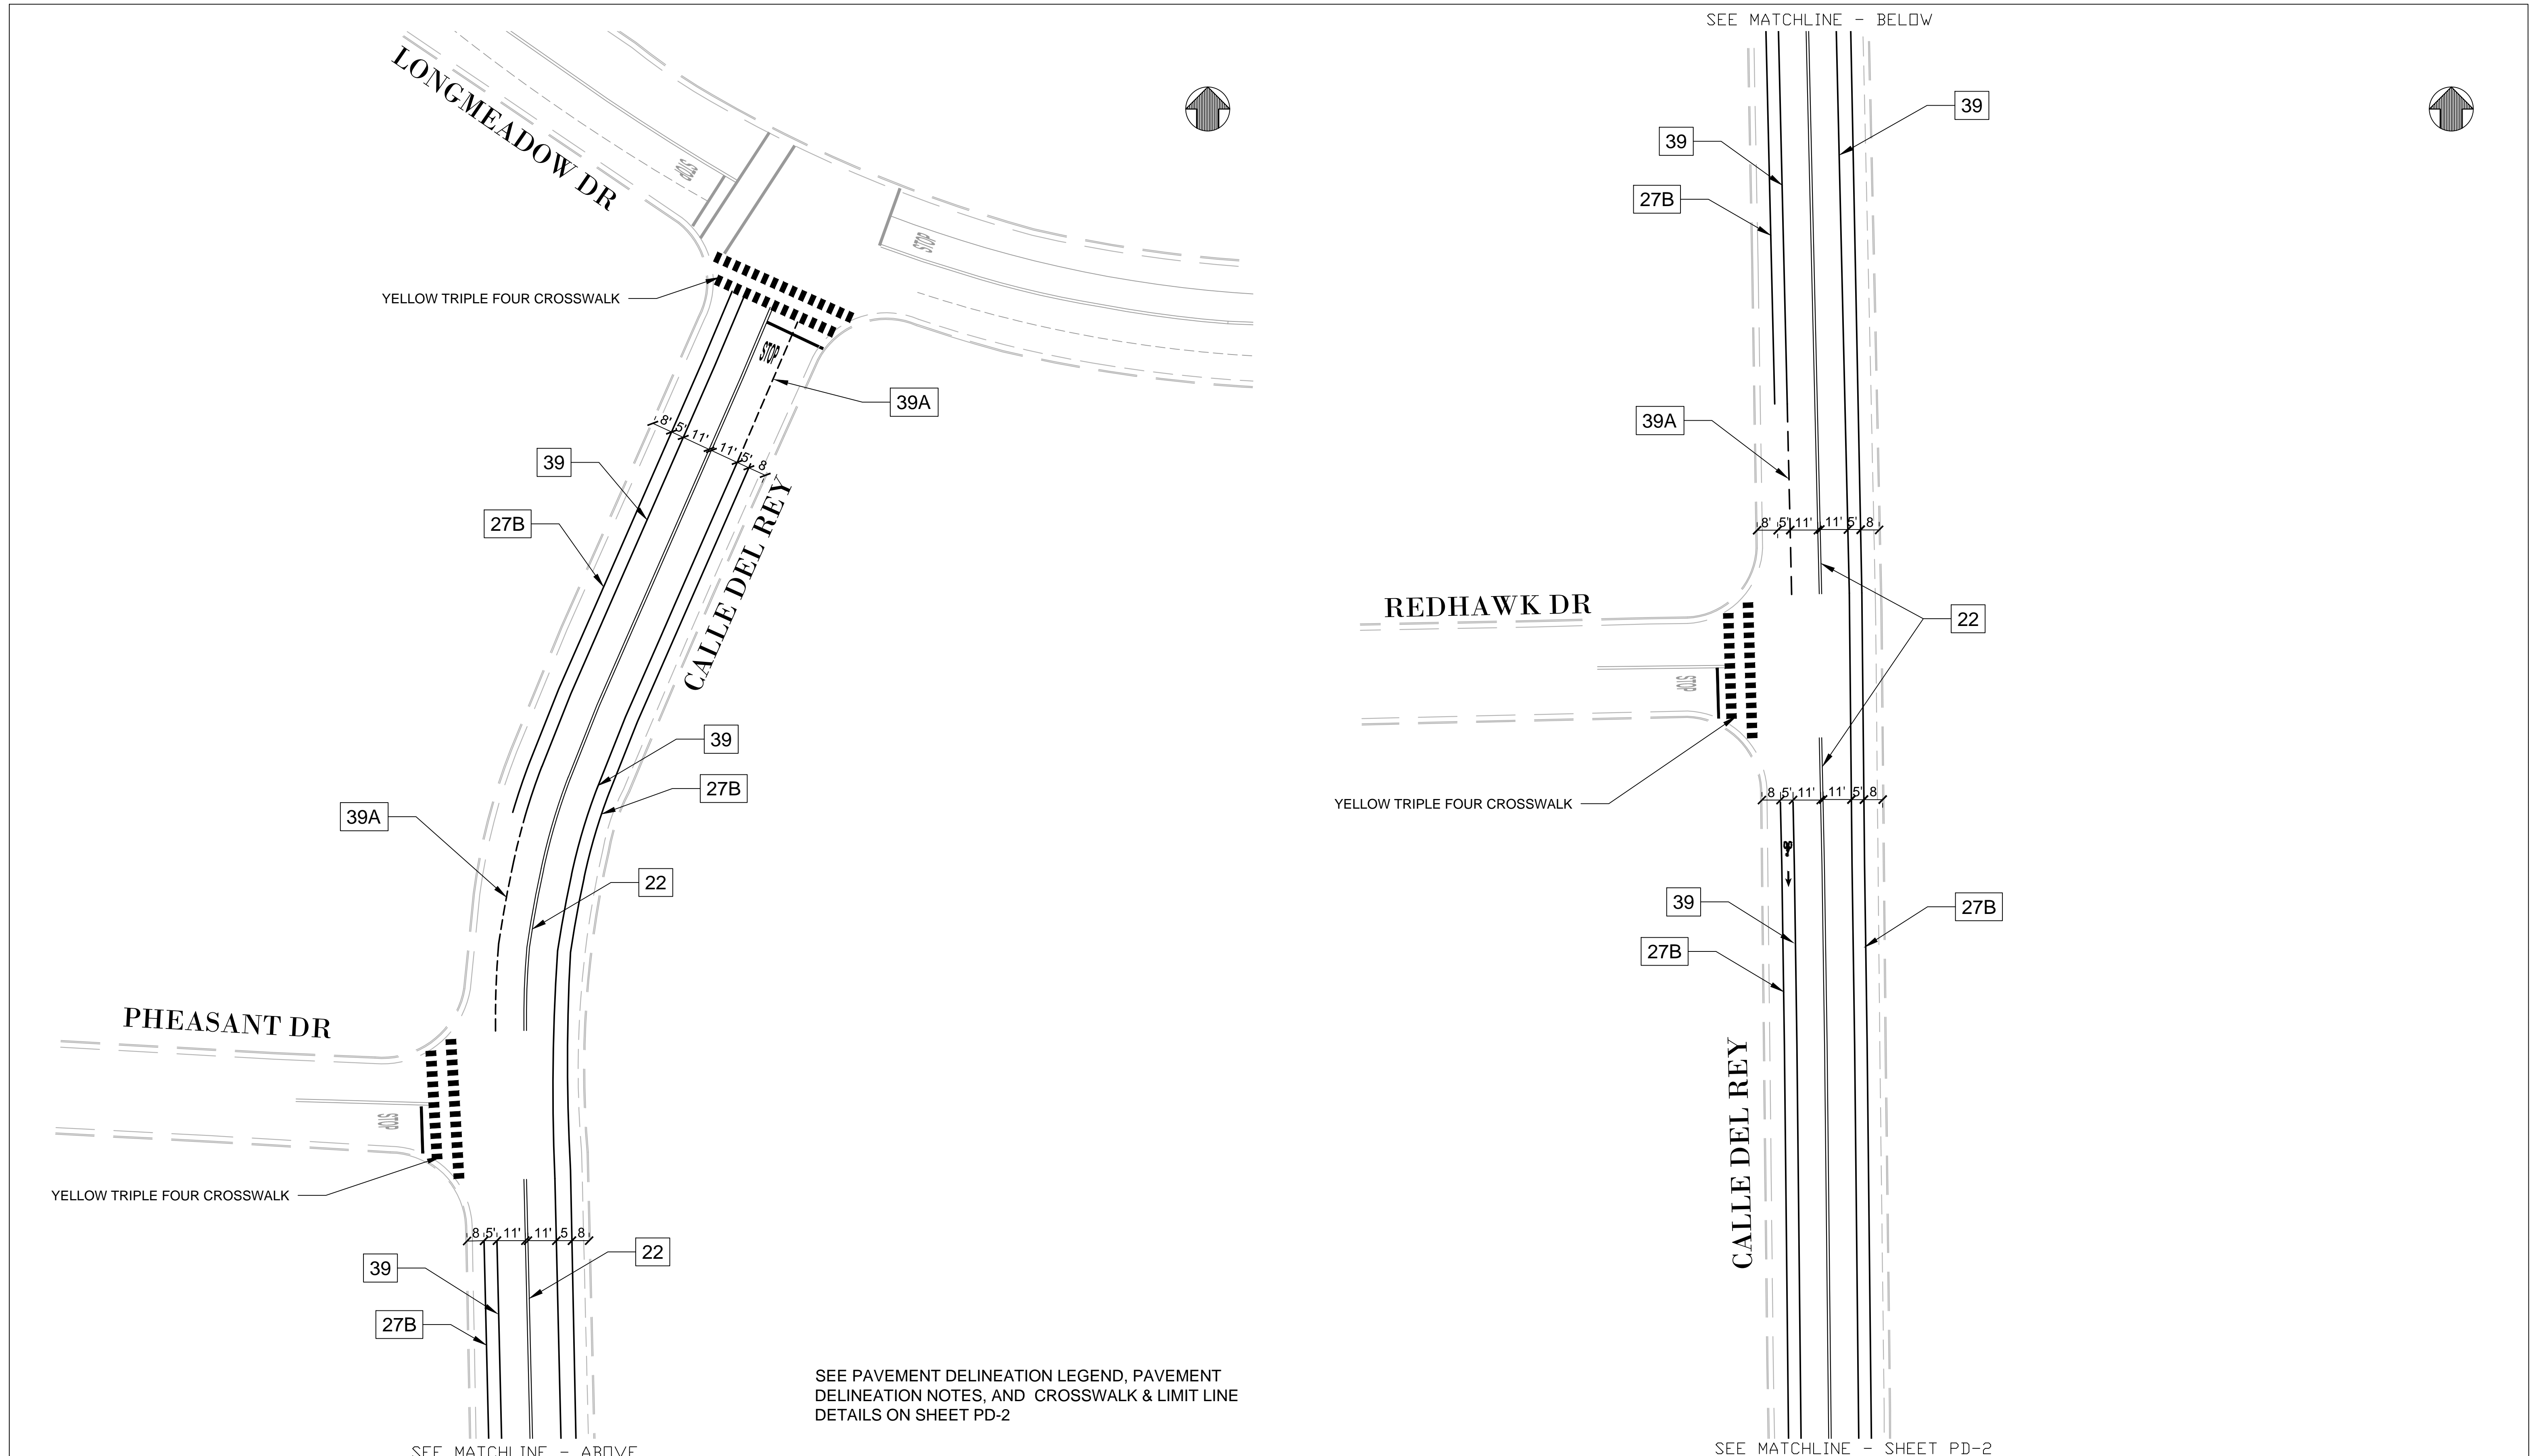 LONGMEADOW DR
STOP
STOP
YELLOW TRIPLE FOUR CROSSWALK
STOP
39A
8' 5' 11' 11' 5' 8
39
27B
CALLE DEL REY
39
27B
39A
22
PHEASANT DR
STOP
YELLOW TRIPLE FOUR CROSSWALK
8 5' 11' 11' 5 8
22
39
27B
SEE PAVEMENT DELINEATION LEGEND, PAVEMENT
DELINEATION NOTES, AND CROSSWALK & LIMIT LINE
DETAILS ON SHEET PD-2
SEE MATCHLINE - ABOVE
SEE MATCHLINE - BELOW
39
39
27B
39A
8' 5' 11' 11' 5' 8
REDHAWK DR
22
STOP
YELLOW TRIPLE FOUR CROSSWALK
8 5' 11' 11' 5' 8
39
27B
27B
CALLE DEL REY
SEE MATCHLINE - SHEET PD-2